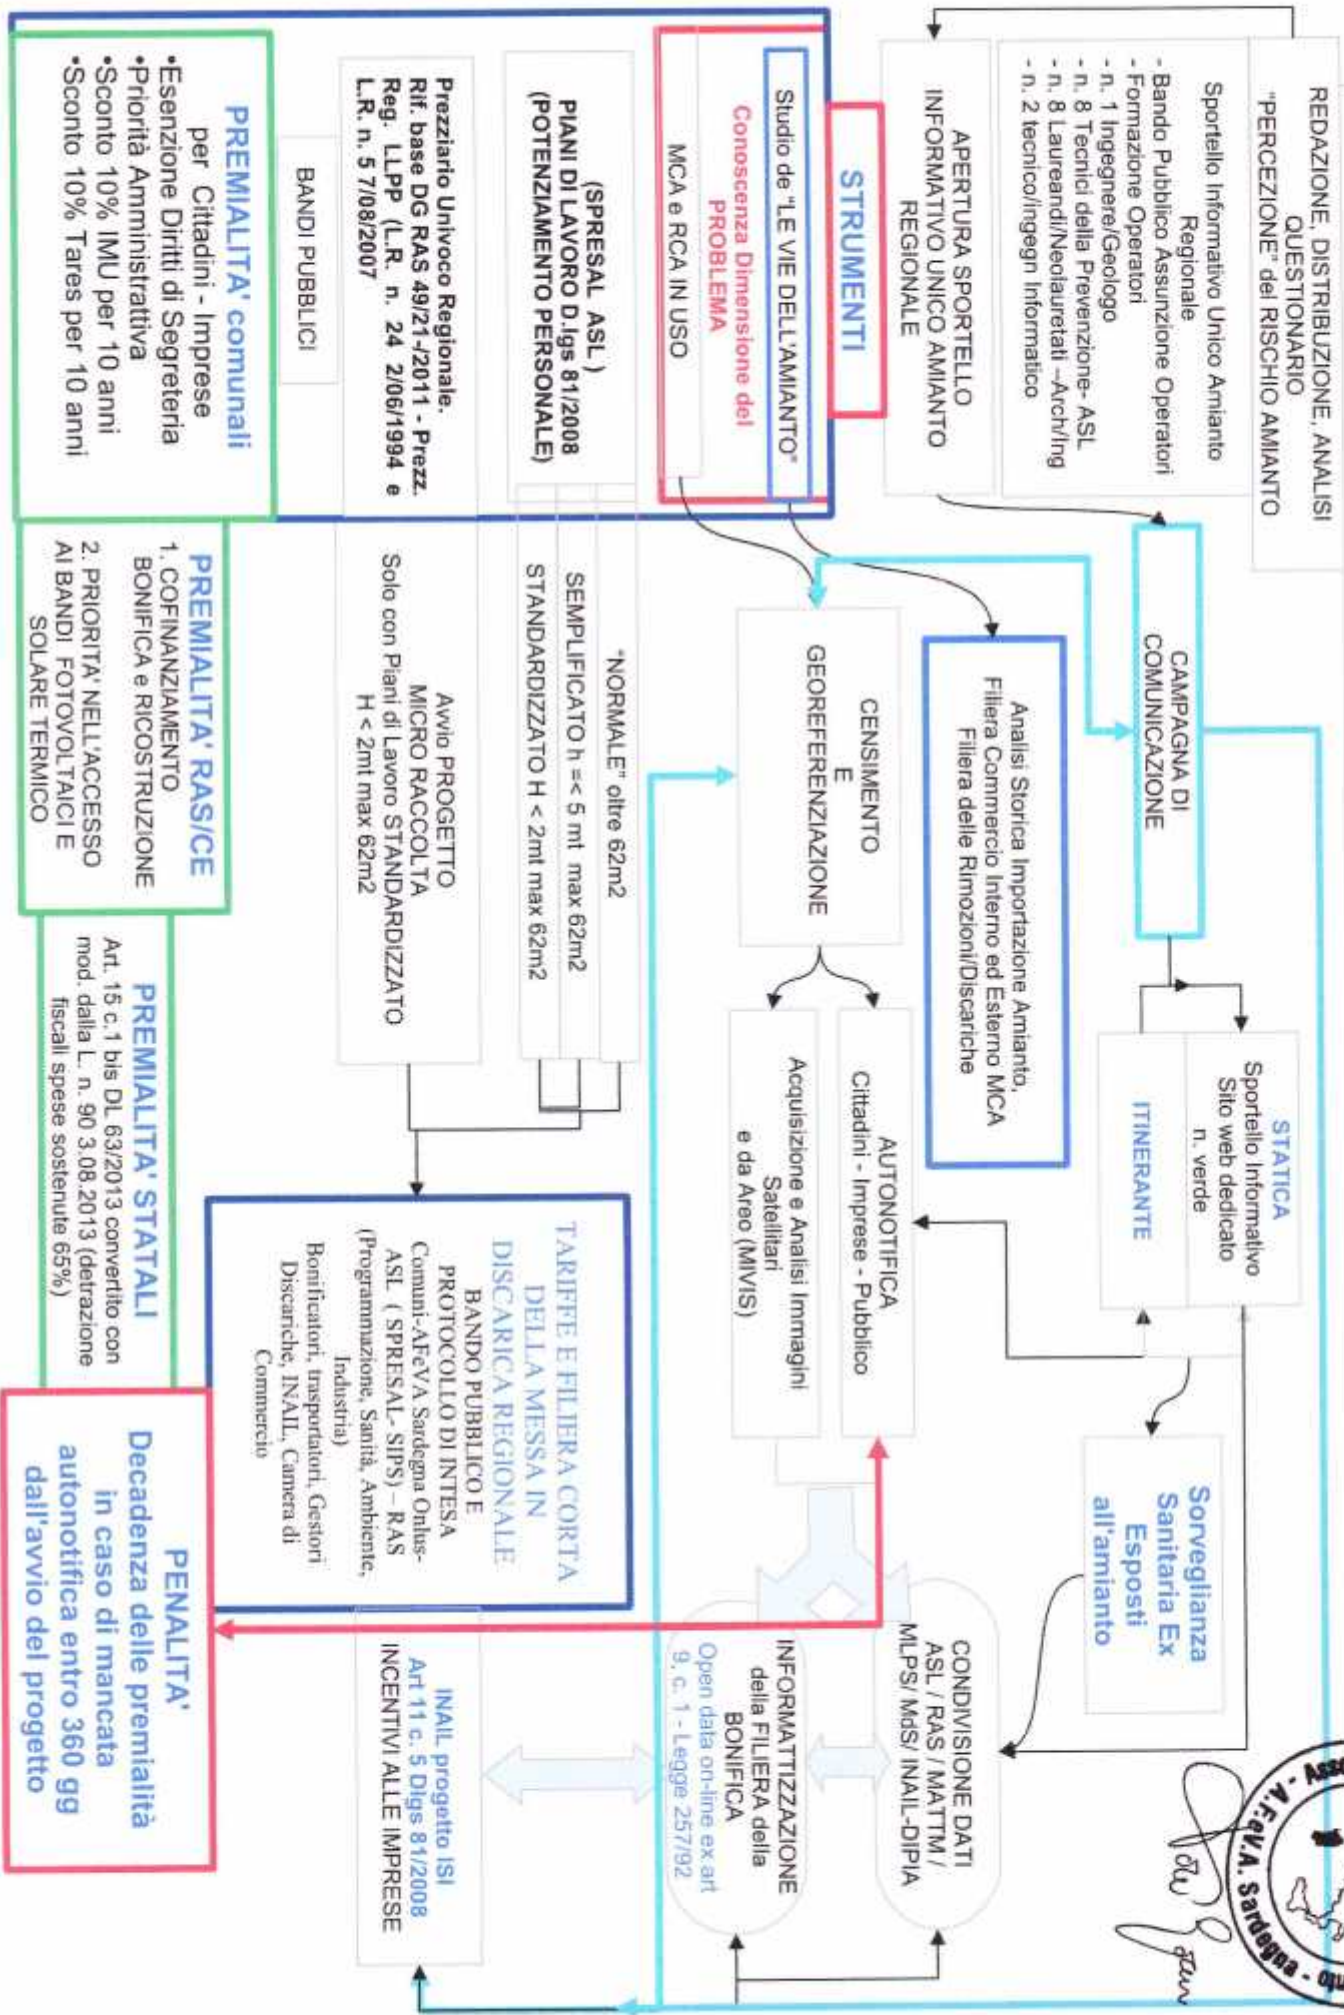 REDAZIONE, DISTRIBUZIONE, ANALISI
QUESTIONARIO
"PERCEZIONE" del RISCHIO AMIANTO
Sportello Informativo Unico Amianto
Regionale
- Bando Pubblico Assunzione Operatori
- Formazione Operatori
- n. 1 Ingegnere/Geologo
- n. 8 Tecnici della Prevenzione- ASL
- n. 8 Laureandi/Neolauretati –Arch/Ing
- n. 2 tecnico/ingegn Informatico
APERTURA SPORTELLO
INFORMATIVO UNICO AMIANTO
REGIONALE
STRUMENTI
Studio de "LE VIE DELL'AMIANTO"
Conoscenza Dimensione del
PROBLEMA
MCA e RCA IN USO
(SPRESAL ASL )
PIANI DI LAVORO D.lgs 81/2008
(POTENZIAMENTO PERSONALE)
Prezziario Univoco Regionale.
Rif. base DG RAS 49/21-/2011 - Prezz.
Reg. LLPP (L.R. n. 24 2/06/1994 e
L.R. n. 5 7/08/2007
BANDI PUBBLICI
PREMIALITA' comunali
per Cittadini - Imprese
•Esenzione Diritti di Segreteria
•Priorità Amministrattiva
•Sconto 10% IMU per 10 anni
•Sconto 10% Tares per 10 anni
CAMPAGNA DI
COMUNICAZIONE
Analisi Storica Importazione Amianto,
Filiera Commercio Interno ed Esterno MCA
Filiera delle Rimozioni/Discariche
CENSIMENTO
E
GEOREFERENZIAZIONE
"NORMALE" oltre 62m2
SEMPLIFICATO h =< 5 mt max 62m2
STANDARDIZZATO H < 2mt max 62m2
Avvio PROGETTO
MICRO RACCOLTA
Solo con Piani di Lavoro STANDARDIZZATO
H < 2mt max 62m2
PREMIALITA' RAS/CE
1. COFINANZIAMENTO
BONIFICA e RICOSTRUZIONE
2. PRIORITA' NELL'ACCESSO
AI BANDI FOTOVOLTAICI E
SOLARE TERMICO
STATICA
Sportello Informativo
Sito web dedicato
n. verde
ITINERANTE
AUTONOTIFICA
Cittadini - Imprese - Pubblico
Acquisizione e Analisi Immagini
Satellitari
e da Areo (MIVIS)
TARIFFE E FILIERA CORTA
DELLA MESSA IN
DISCARICA REGIONALE
BANDO PUBBLICO E
PROTOCOLLO DI INTESA
Comuni-AFeVA Sardegna Onlus-
ASL ( SPRESAL- SIPS) – RAS
(Programmazione, Sanità, Ambiente,
Industria)
Bonificatori, trasportatori, Gestori
Discariche, INAIL, Camera di
Commercio
PREMIALITA' STATALI
Art. 15 c.1 bis DL 63/2013 convertito con
mod. dalla L. n. 90 3.08.2013 (detrazione
fiscali spese sostenute 65%)
Sorveglianza
Sanitaria Ex
Esposti
all'amianto
CONDIVISIONE DATI
ASL / RAS / MATTM /
MLPS/ MdS/ INAIL-DIPIA
INFORMATTIZZAZIONE
della FILIERA della
BONIFICA
Open data on-line ex art
9, c. 1 - Legge 257/92
INAIL progetto ISI
Art 11 c. 5 Dlgs 81/2008
INCENTIVI ALLE IMPRESE
PENALITA'
Decadenza delle premialità
in caso di mancata
autonotifica entro 360 gg
dall'avvio del progetto
A.F.eV.A. Sardegna